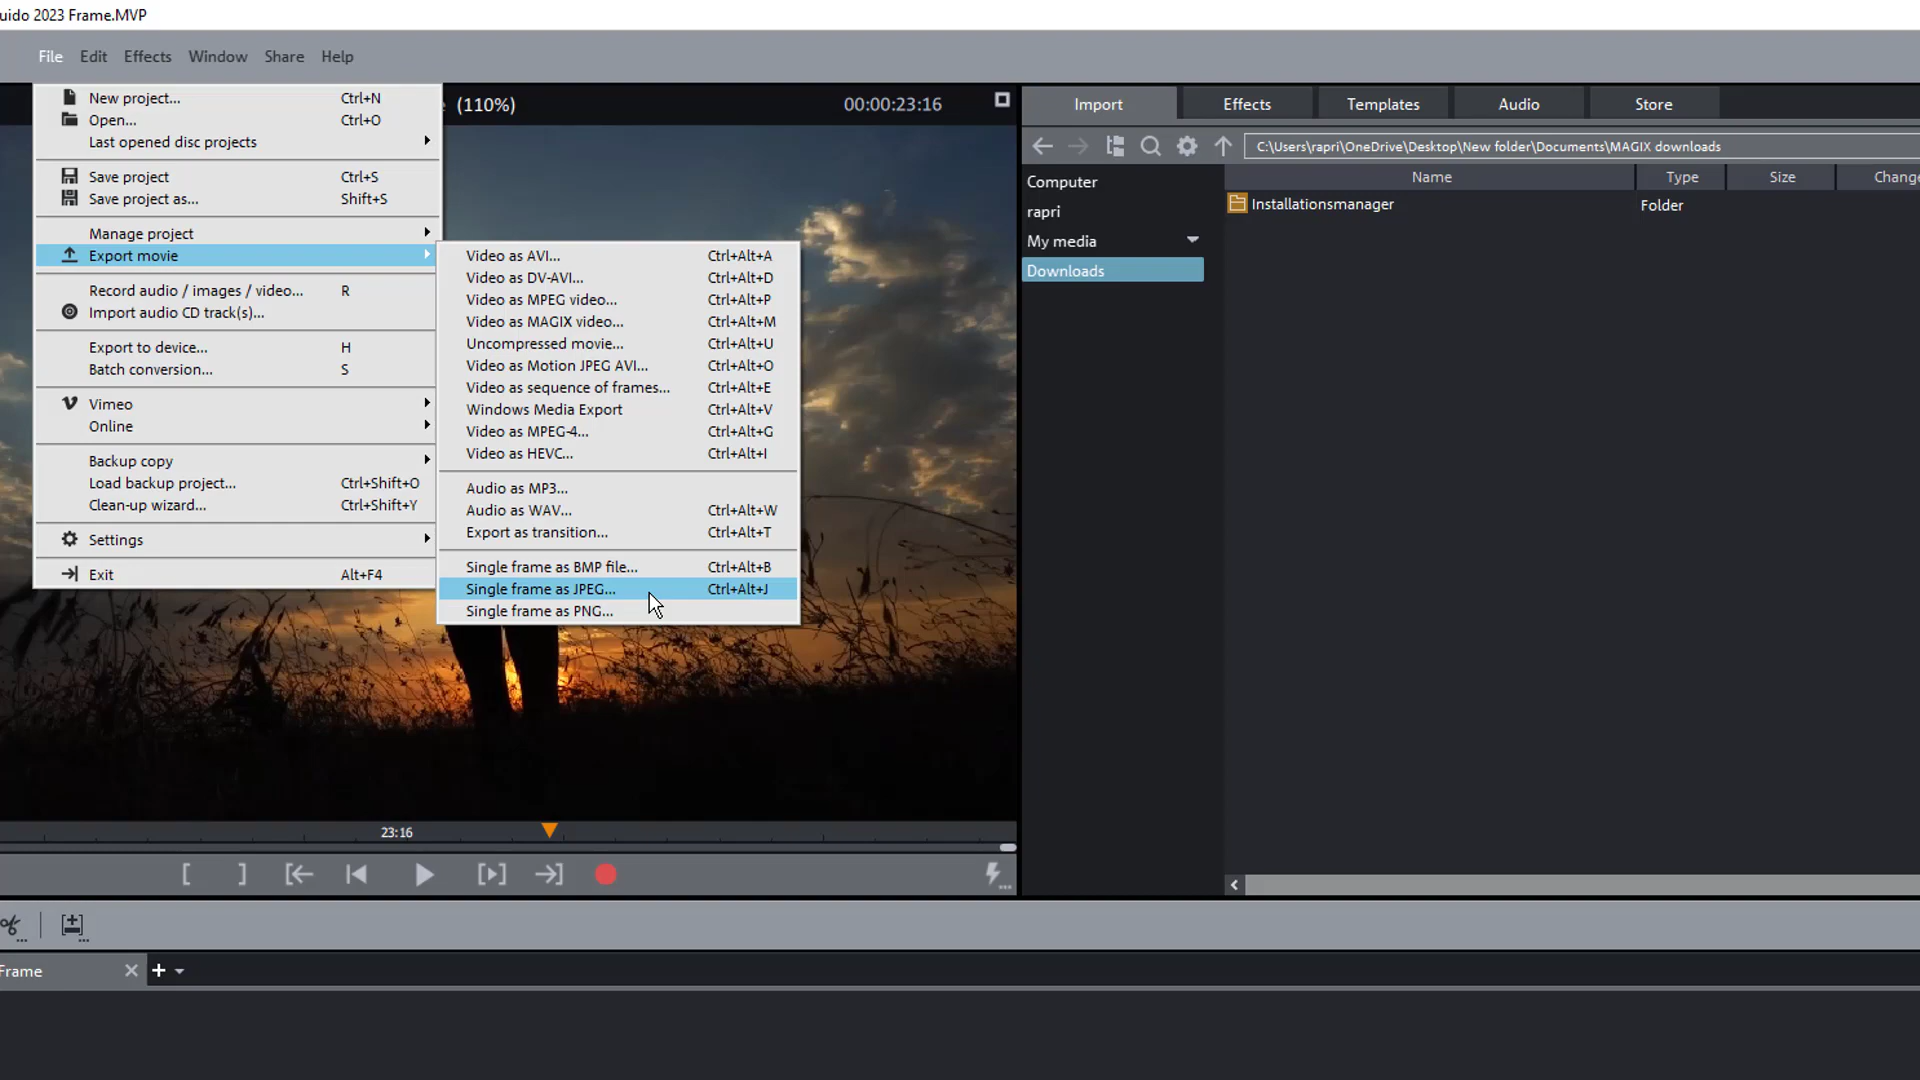 uido 2023 Frame.MVP
File Edit Effects Window Share Help
New project... Ctrl+N
Open... Ctrl+O
Last opened disc projects
Save project Ctrl+S
Save project as... Shift+S
Manage project
Export movie
Record audio / images / video... R
Import audio CD track(s)...
Export to device... H
Batch conversion... S
Vimeo
Online
Backup copy
Load backup project... Ctrl+Shift+O
Clean-up wizard... Ctrl+Shift+Y
Settings
Exit Alt+F4
Video as AVI... Ctrl+Alt+A
Video as DV-AVI... Ctrl+Alt+D
Video as MPEG video... Ctrl+Alt+P
Video as MAGIX video... Ctrl+Alt+M
Uncompressed movie... Ctrl+Alt+U
Video as Motion JPEG AVI... Ctrl+Alt+O
Video as sequence of frames... Ctrl+Alt+E
Windows Media Export Ctrl+Alt+V
Video as MPEG-4... Ctrl+Alt+G
Video as HEVC... Ctrl+Alt+I
Audio as MP3...
Audio as WAV... Ctrl+Alt+W
Export as transition... Ctrl+Alt+T
Single frame as BMP file... Ctrl+Alt+B
Single frame as JPEG... Ctrl+Alt+J
Single frame as PNG...
(110%) 00:00:23:16
23:16
Import Effects Templates Audio Store
C:\Users\rapri\OneDrive\Desktop\New folder\Documents\MAGIX downloads
Computer
rapri
My media
Downloads
Name Type Size Change
Installationsmanager Folder
Frame